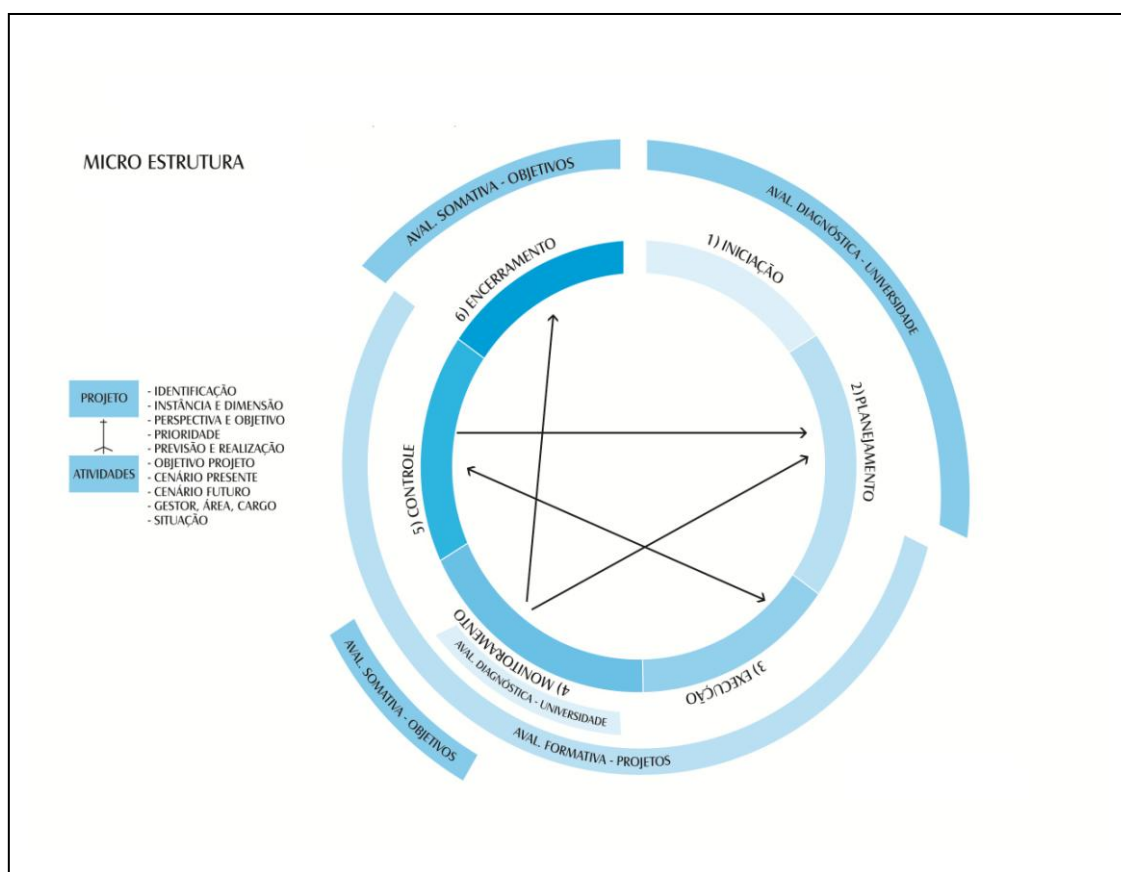 MICRO ESTRUTURA
AVAL. SOMATIVA - OBJETIVOS
AVAL. DIAGNÓSTICA - UNIVERSIDADE
1) INICIAÇÃO
2) PLANEJAMENTO
3) EXECUÇÃO
4) MONITORAMENTO
5) CONTROLE
6) ENCERRAMENTO
PROJETO
ATIVIDADES
- IDENTIFICAÇÃO
- INSTÂNCIA E DIMENSÃO
- PERSPECTIVA E OBJETIVO
- PRIORIDADE
- PREVISÃO E REALIZAÇÃO
- OBJETIVO PROJETO
- CENÁRIO PRESENTE
- CENÁRIO FUTURO
- GESTOR, ÁREA, CARGO
- SITUAÇÃO
AVAL. DIAGNÓSTICA - UNIVERSIDADE
AVAL. SOMATIVA - OBJETIVOS
AVAL. FORMATIVA - PROJETOS